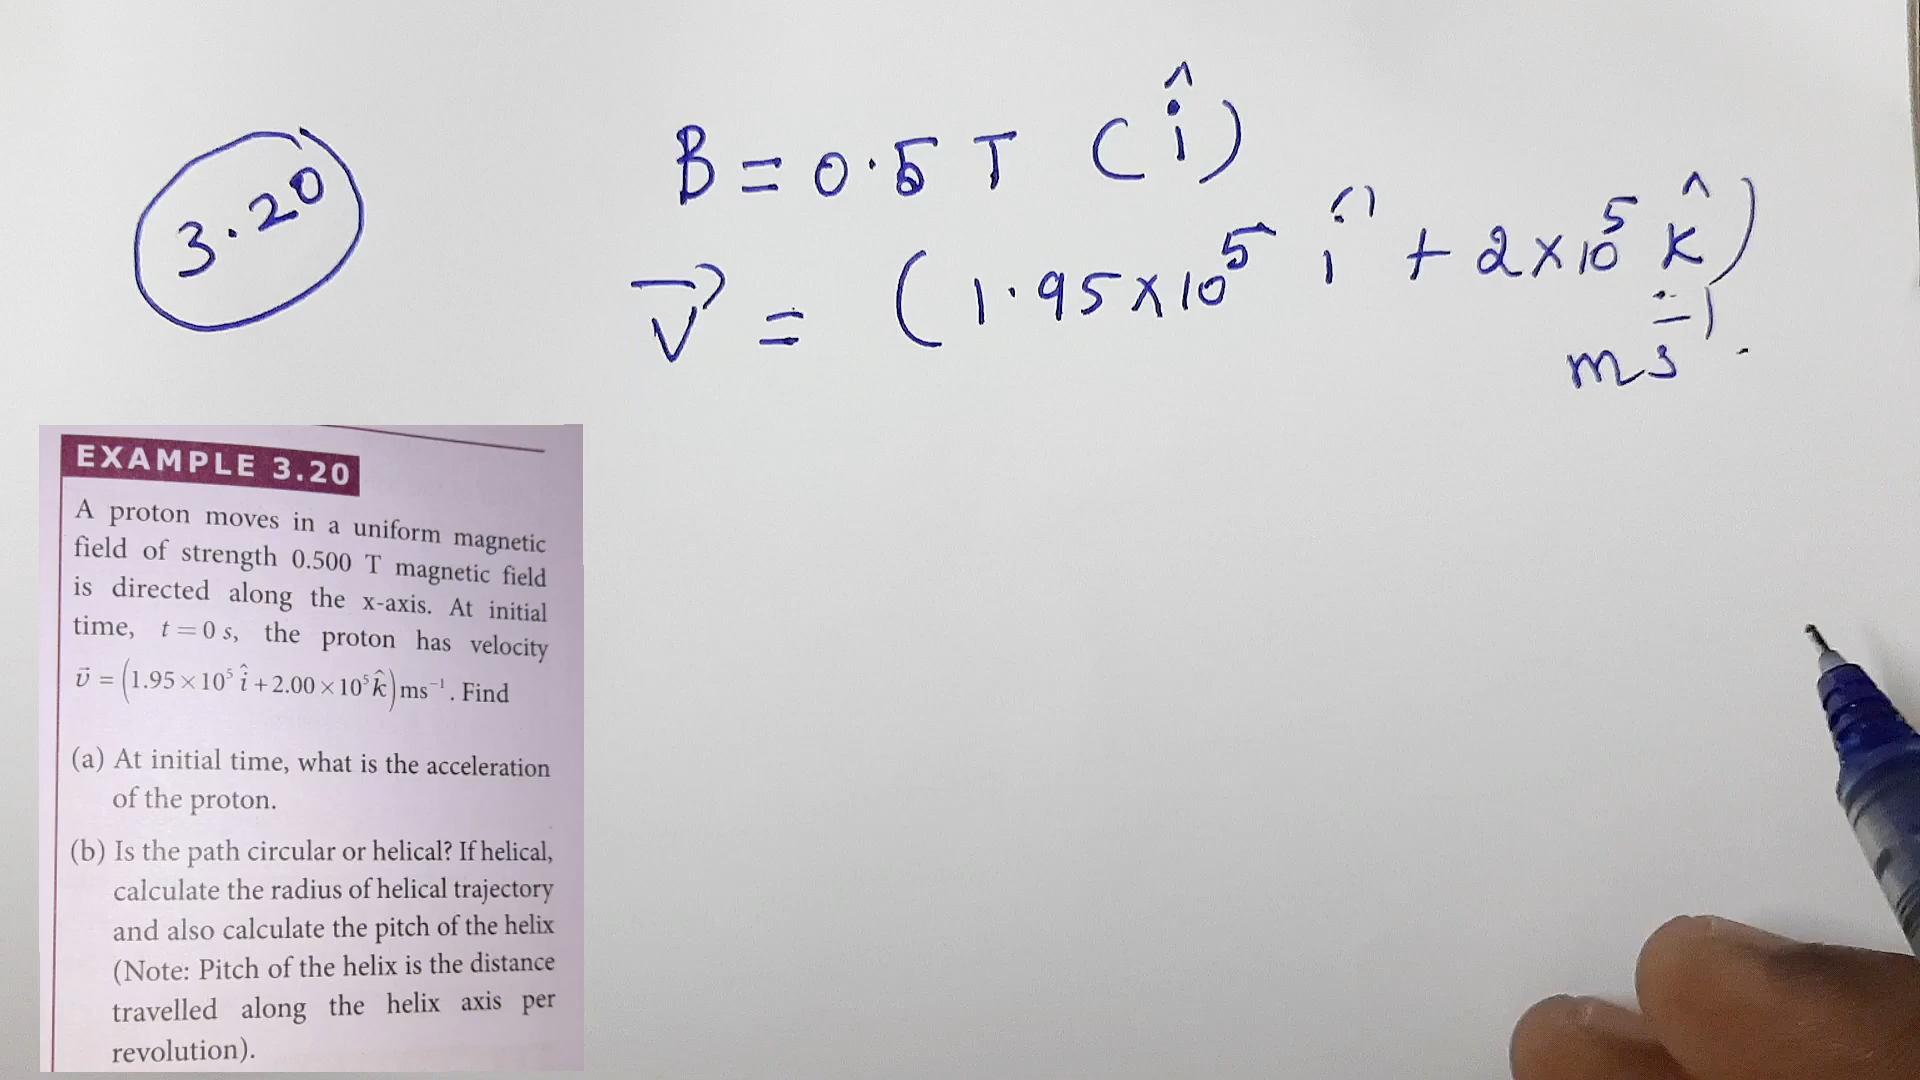 B = 0.5 T ( î )
3.20
v⃗ = (1.95×10⁵ î + 2×10⁵ k̂)
ms⁻¹.
EXAMPLE 3.20
A proton moves in a uniform magnetic
field of strength 0.500 T magnetic field
is directed along the x-axis. At initial
time, t = 0 s, the proton has velocity
v⃗ = (1.95 × 10⁵ î + 2.00 × 10⁵ k̂) ms⁻¹. Find
(a) At initial time, what is the acceleration
of the proton.
(b) Is the path circular or helical? If helical,
calculate the radius of helical trajectory
and also calculate the pitch of the helix
(Note: Pitch of the helix is the distance
travelled along the helix axis per
revolution).